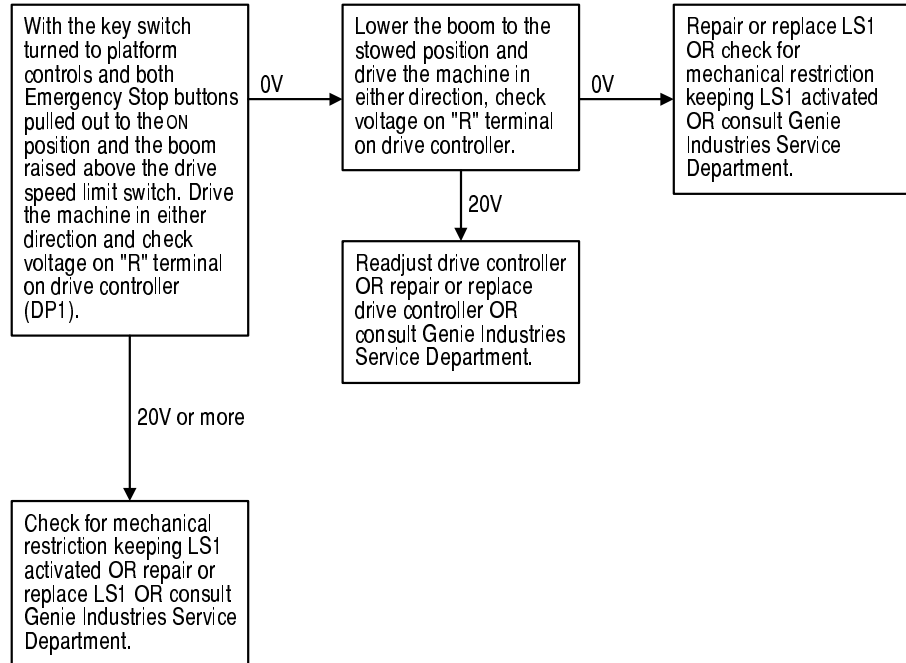 With the key switch
turned to platform
controls and both
Emergency Stop buttons
pulled out to the ON
position and the boom
raised above the drive
speed limit switch. Drive
the machine in either
direction and check
voltage on "R" terminal
on drive controller
(DP1).
0V
Lower the boom to the
stowed position and
drive the machine in
either direction, check
voltage on "R" terminal
on drive controller.
0V
Repair or replace LS1
OR check for
mechanical restriction
keeping LS1 activated
OR consult Genie
Industries Service
Department.
20V
Readjust drive controller
OR repair or replace
drive controller OR
consult Genie Industries
Service Department.
20V or more
Check for mechanical
restriction keeping LS1
activated OR repair or
replace LS1 OR consult
Genie Industries Service
Department.